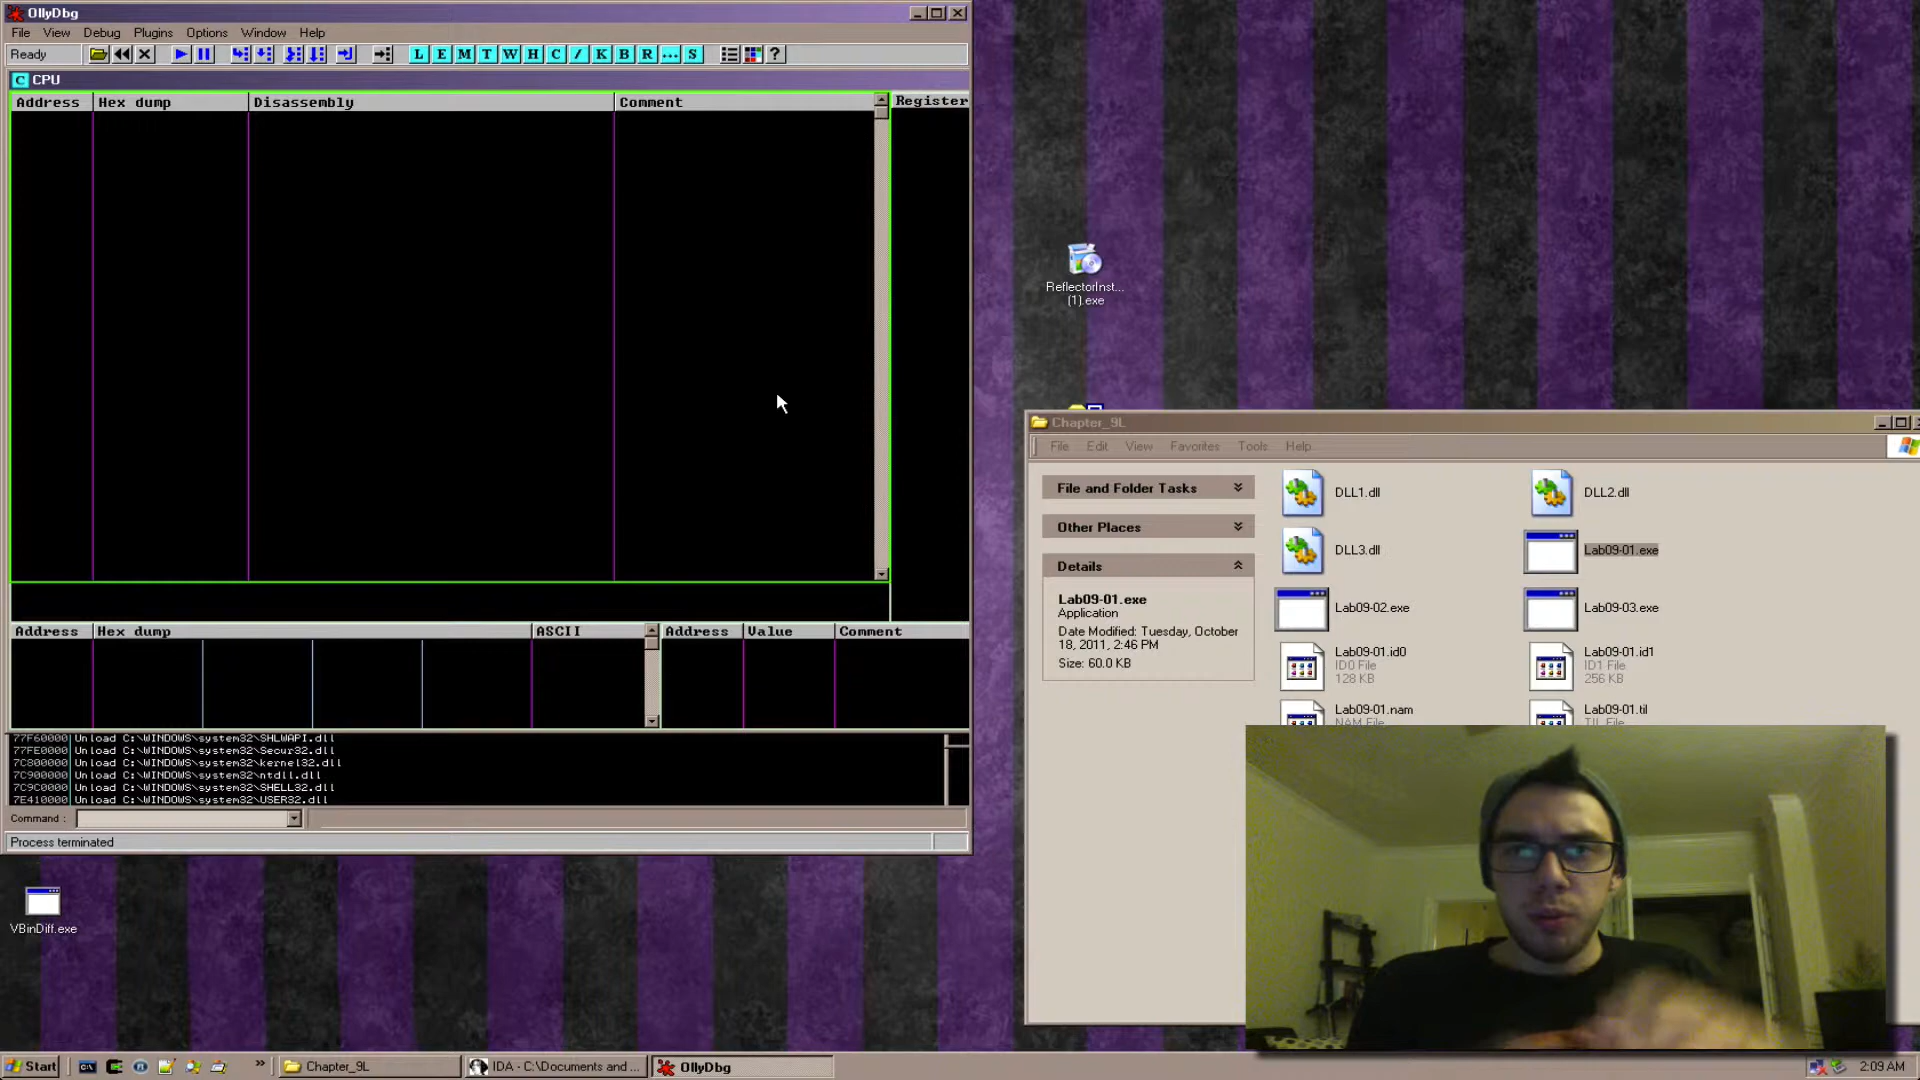 OllyDbg
File View Debug Plugins Options Window Help
Ready
L E M T W H C / K B R ... S ?
C CPU
Address Hex dump Disassembly Comment Register
Address Hex dump ASCII Address Value Comment
77F60000 Unload C:\WINDOWS\system32\SHLWAPI.dll
77FE0000 Unload C:\WINDOWS\system32\Secur32.dll
7C800000 Unload C:\WINDOWS\system32\kernel32.dll
7C900000 Unload C:\WINDOWS\system32\ntdll.dll
7C9C0000 Unload C:\WINDOWS\system32\SHELL32.dll
7E410000 Unload C:\WINDOWS\system32\USER32.dll
Command :
Process terminated
ReflectorInst...
(1).exe
Chapter_9L
File Edit View Favorites Tools Help
File and Folder Tasks
Other Places
Details
Lab09-01.exe
Application
Date Modified: Tuesday, October
18, 2011, 2:46 PM
Size: 60.0 KB
DLL1.dll
DLL2.dll
DLL3.dll
Lab09-01.exe
Lab09-02.exe
Lab09-03.exe
Lab09-01.id0
ID0 File
128 KB
Lab09-01.id1
ID1 File
256 KB
Lab09-01.nam
NAM File
Lab09-01.til
TIL File
VBinDiff.exe
Start
Chapter_9L
IDA - C:\Documents and ...
OllyDbg
2:09 AM